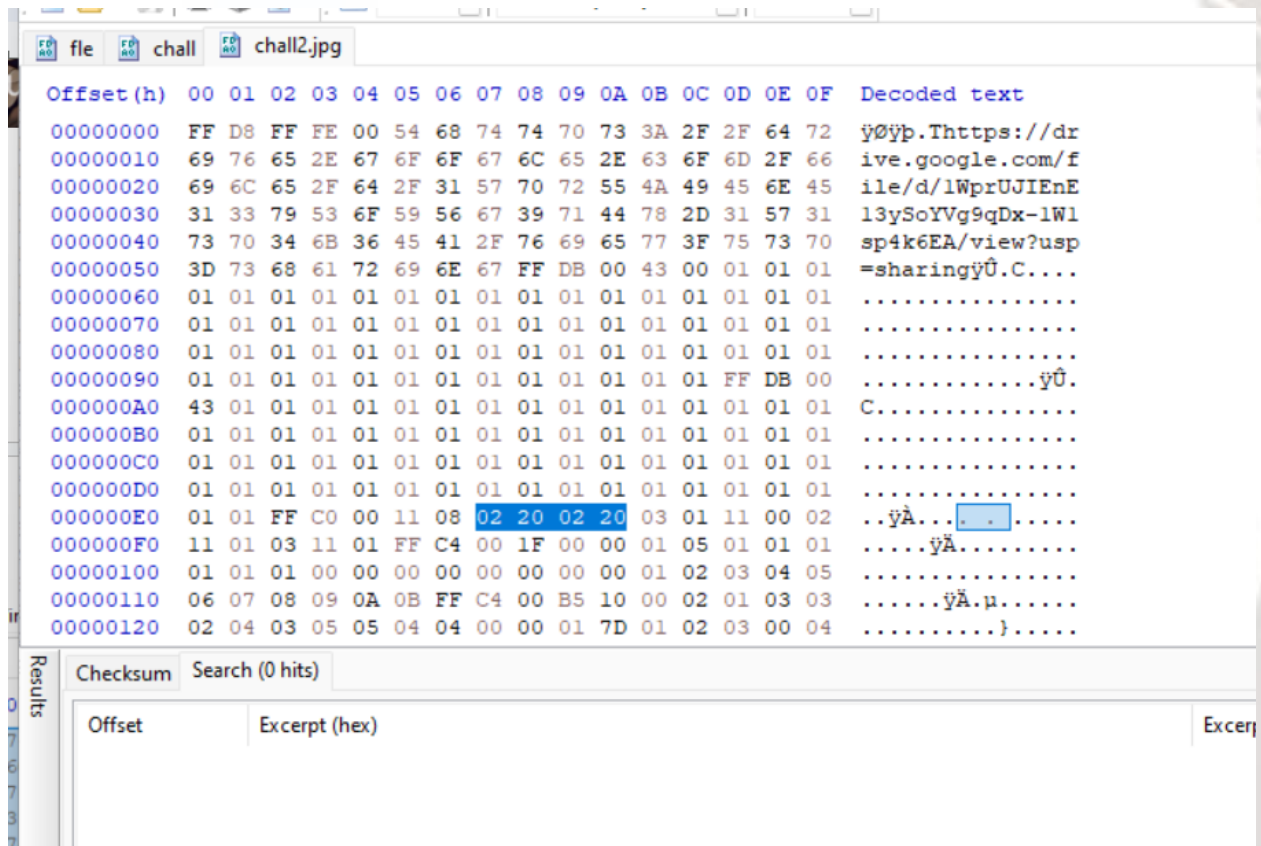 fle chall chall2.jpg
Offset(h) 00 01 02 03 04 05 06 07 08 09 0A 0B 0C 0D 0E 0F Decoded text
00000000 FF D8 FF FE 00 54 68 74 74 70 73 3A 2F 2F 64 72 ÿØÿþ.Thttps://dr
00000010 69 76 65 2E 67 6F 6F 67 6C 65 2E 63 6F 6D 2F 66 ive.google.com/f
00000020 69 6C 65 2F 64 2F 31 57 70 72 55 4A 49 45 6E 45 ile/d/1WprUJIEnE
00000030 31 33 79 53 6F 59 56 67 39 71 44 78 2D 31 57 31 13ySoYVg9qDx-1W1
00000040 73 70 34 6B 36 45 41 2F 76 69 65 77 3F 75 73 70 sp4k6EA/view?usp
00000050 3D 73 68 61 72 69 6E 67 FF DB 00 43 00 01 01 01 =sharingÿÛ.C....
00000060 01 01 01 01 01 01 01 01 01 01 01 01 01 01 01 01 ................
00000070 01 01 01 01 01 01 01 01 01 01 01 01 01 01 01 01 ................
00000080 01 01 01 01 01 01 01 01 01 01 01 01 01 01 01 01 ................
00000090 01 01 01 01 01 01 01 01 01 01 01 01 01 FF DB 00 .............ÿÛ.
000000A0 43 01 01 01 01 01 01 01 01 01 01 01 01 01 01 01 C...............
000000B0 01 01 01 01 01 01 01 01 01 01 01 01 01 01 01 01 ................
000000C0 01 01 01 01 01 01 01 01 01 01 01 01 01 01 01 01 ................
000000D0 01 01 01 01 01 01 01 01 01 01 01 01 01 01 01 01 ................
000000E0 01 01 FF C0 00 11 08 02 20 02 20 03 01 11 00 02 ..ÿÀ.... . .....
000000F0 11 01 03 11 01 FF C4 00 1F 00 00 01 05 01 01 01 .....ÿÄ.........
00000100 01 01 01 00 00 00 00 00 00 00 00 01 02 03 04 05 ................
00000110 06 07 08 09 0A 0B FF C4 00 B5 10 00 02 01 03 03 ......ÿÄ.µ......
00000120 02 04 03 05 05 04 04 00 00 01 7D 01 02 03 00 04 ..........}.....
Results
Checksum Search (0 hits)
Offset Excerpt (hex)